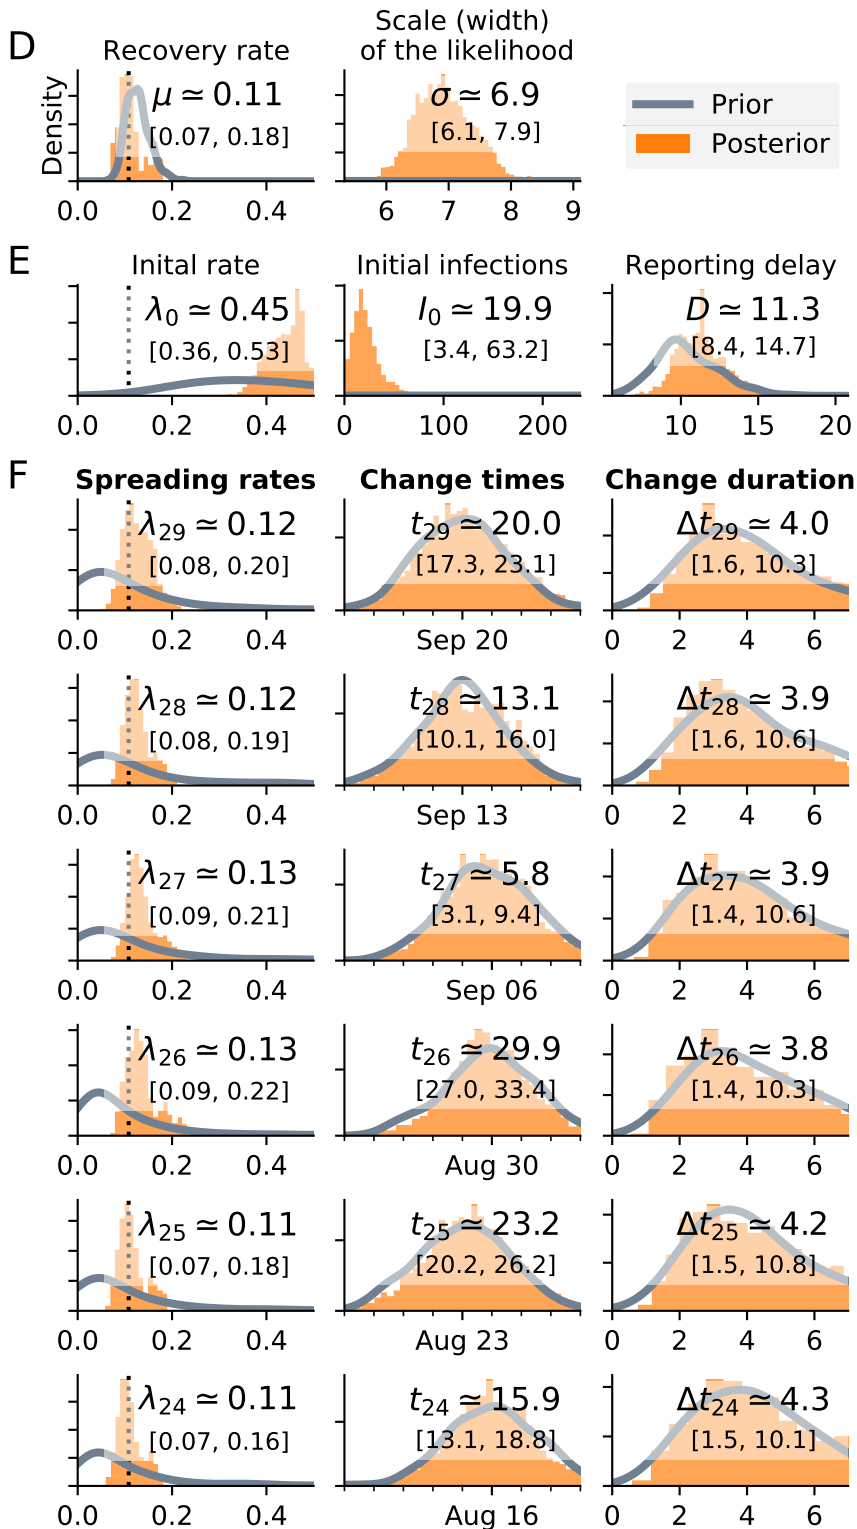 D
Recovery rate
Scale (width)
of the likelihood
Density
μ ≃ 0.11
[0.07, 0.18]
0.0 0.2 0.4
σ ≃ 6.9
[6.1, 7.9]
6 7 8 9
Prior
Posterior
E
Inital rate
λ0 ≃ 0.45
[0.36, 0.53]
0.0 0.2 0.4
Initial infections
I0 ≃ 19.9
[3.4, 63.2]
0 100 200
Reporting delay
D ≃ 11.3
[8.4, 14.7]
10 15 20
F
Spreading rates
Change times
Change duration
λ29 ≃ 0.12
[0.08, 0.20]
0.0 0.2 0.4
t29 ≃ 20.0
[17.3, 23.1]
Sep 20
Δt29 ≃ 4.0
[1.6, 10.3]
0 2 4 6
λ28 ≃ 0.12
[0.08, 0.19]
0.0 0.2 0.4
t28 ≃ 13.1
[10.1, 16.0]
Sep 13
Δt28 ≃ 3.9
[1.6, 10.6]
0 2 4 6
λ27 ≃ 0.13
[0.09, 0.21]
0.0 0.2 0.4
t27 ≃ 5.8
[3.1, 9.4]
Sep 06
Δt27 ≃ 3.9
[1.4, 10.6]
0 2 4 6
λ26 ≃ 0.13
[0.09, 0.22]
0.0 0.2 0.4
t26 ≃ 29.9
[27.0, 33.4]
Aug 30
Δt26 ≃ 3.8
[1.4, 10.3]
0 2 4 6
λ25 ≃ 0.11
[0.07, 0.18]
0.0 0.2 0.4
t25 ≃ 23.2
[20.2, 26.2]
Aug 23
Δt25 ≃ 4.2
[1.5, 10.8]
0 2 4 6
λ24 ≃ 0.11
[0.07, 0.16]
0.0 0.2 0.4
t24 ≃ 15.9
[13.1, 18.8]
Aug 16
Δt24 ≃ 4.3
[1.5, 10.1]
0 2 4 6